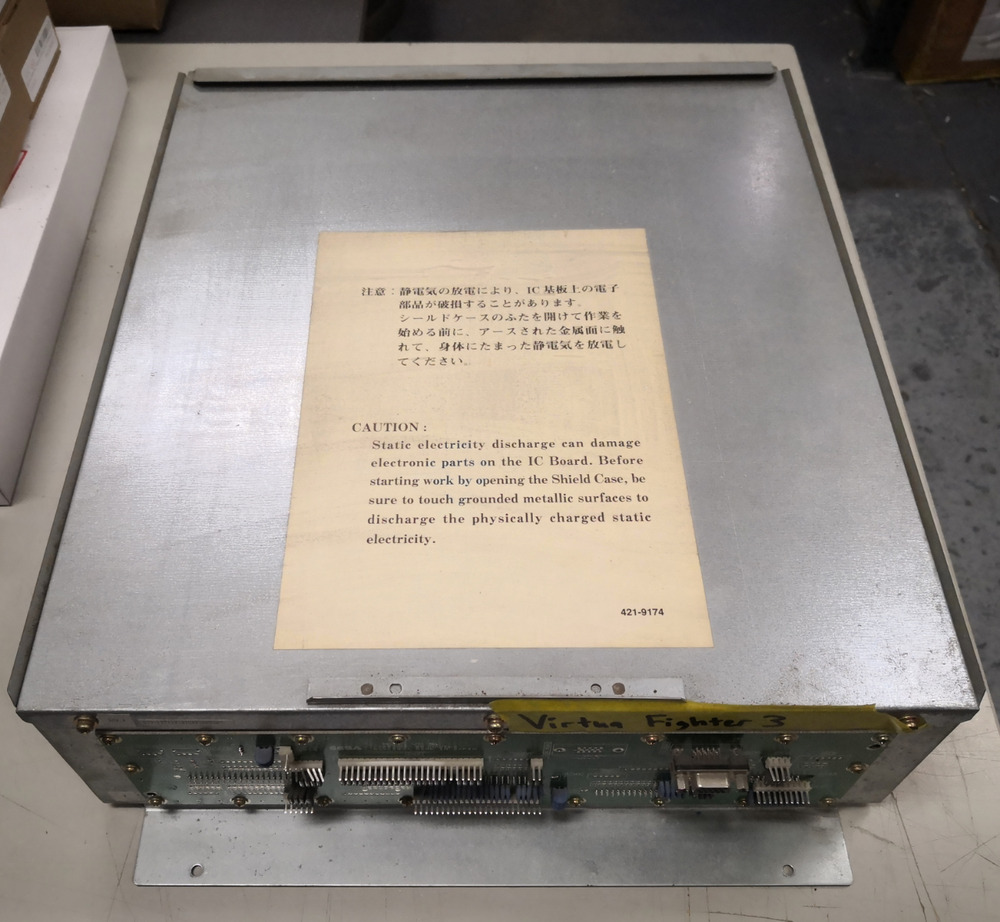 注意：静電気の放電により、IC基板上の電子
部品が破損することがあります。
シールドケースのふたを開けて作業を
始める前に、アースされた金属面に触
れて、身体にたまった静電気を放電し
てください。
CAUTION :
Static electricity discharge can damage
electronic parts on the IC Board. Before
starting work by opening the Shield Case, be
sure to touch grounded metallic surfaces to
discharge the physically charged static
electricity.
421-9174
Virtua Fighter 3